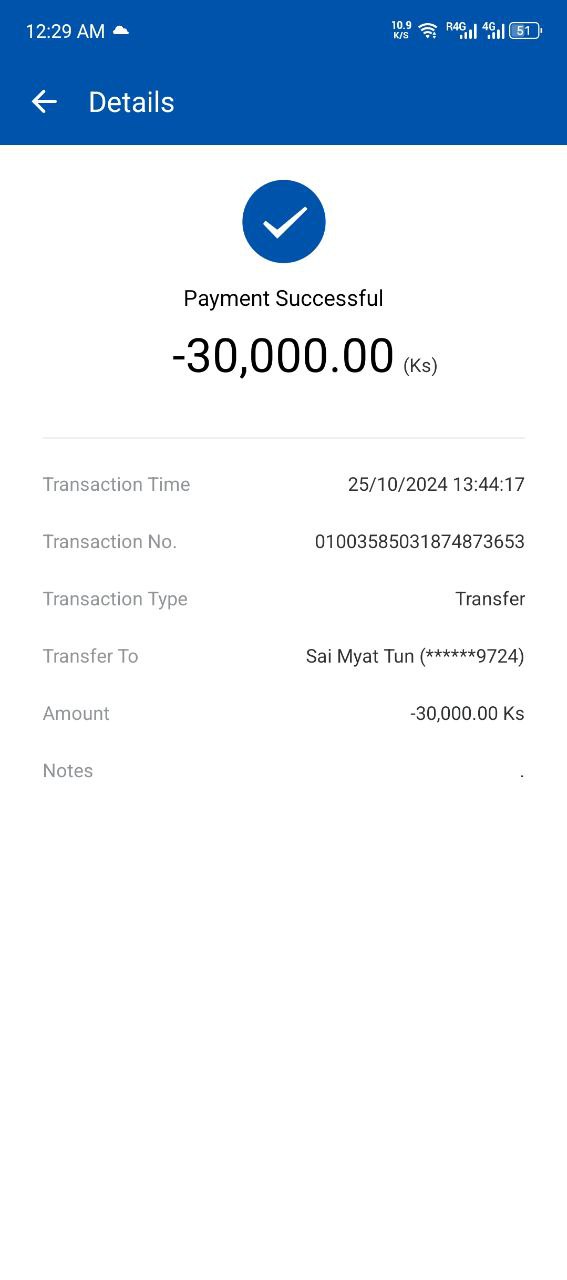 12:29 AM 10.9 K/S R4G 4G 51
Details
Payment Successful
-30,000.00 (Ks)
Transaction Time 25/10/2024 13:44:17
Transaction No. 01003585031874873653
Transaction Type Transfer
Transfer To Sai Myat Tun (******9724)
Amount -30,000.00 Ks
Notes .